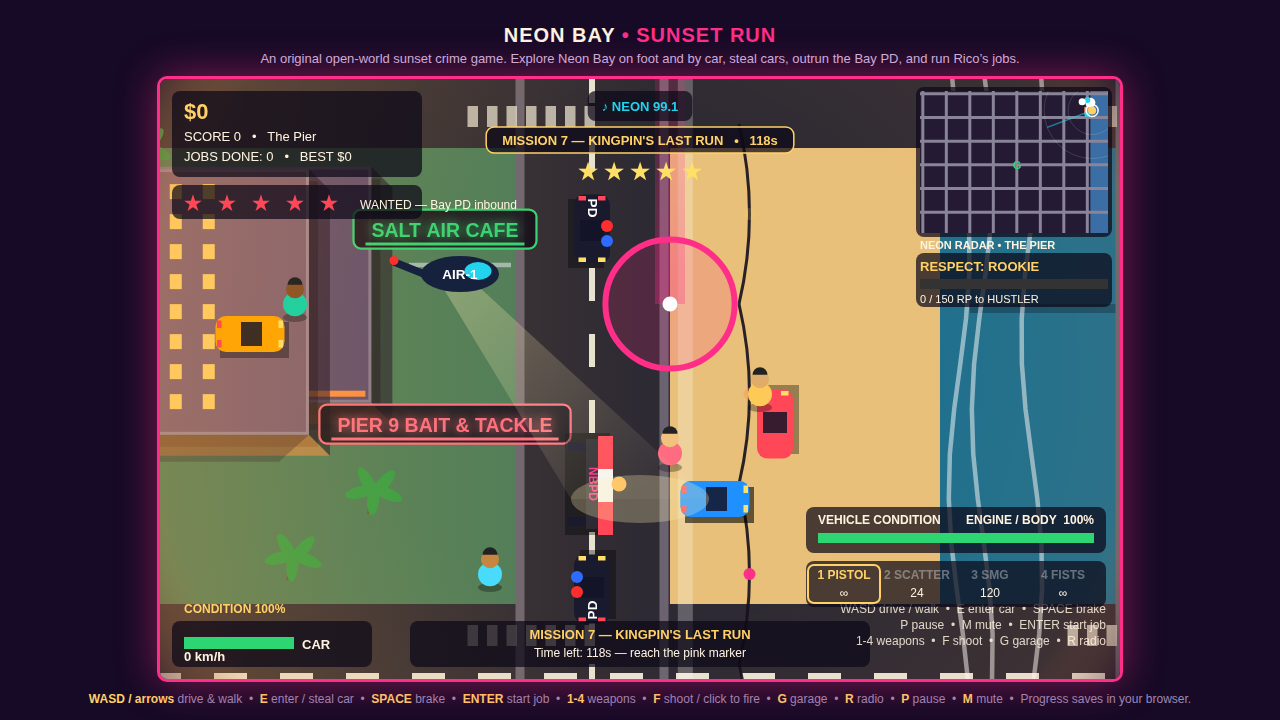 NEON BAY • SUNSET RUN
An original open-world sunset crime game. Explore Neon Bay on foot and by car, steal cars, outrun the Bay PD, and run Rico's jobs.
$0
SCORE 0 • The Pier
JOBS DONE: 0 • BEST $0
★ ★ ★ ★ ★ WANTED — Bay PD inbound
♪ NEON 99.1
MISSION 7 — KINGPIN'S LAST RUN • 118s
★ ★ ★ ★ ★
NEON RADAR • THE PIER
RESPECT: ROOKIE
0 / 150 RP to HUSTLER
PD
SALT AIR CAFE
AIR-1
PIER 9 BAIT & TACKLE
NBPD
PD
VEHICLE CONDITION ENGINE / BODY 100%
1 PISTOL 2 SCATTER 3 SMG 4 FISTS
∞ 24 120 ∞
WASD drive / walk • E enter car • SPACE brake
P pause • M mute • ENTER start job
1-4 weapons • F shoot • G garage • R radio
CONDITION 100%
CAR
0 km/h
MISSION 7 — KINGPIN'S LAST RUN
Time left: 118s — reach the pink marker
WASD / arrows drive & walk • E enter / steal car • SPACE brake • ENTER start job • 1-4 weapons • F shoot / click to fire • G garage • R radio • P pause • M mute • Progress saves in your browser.